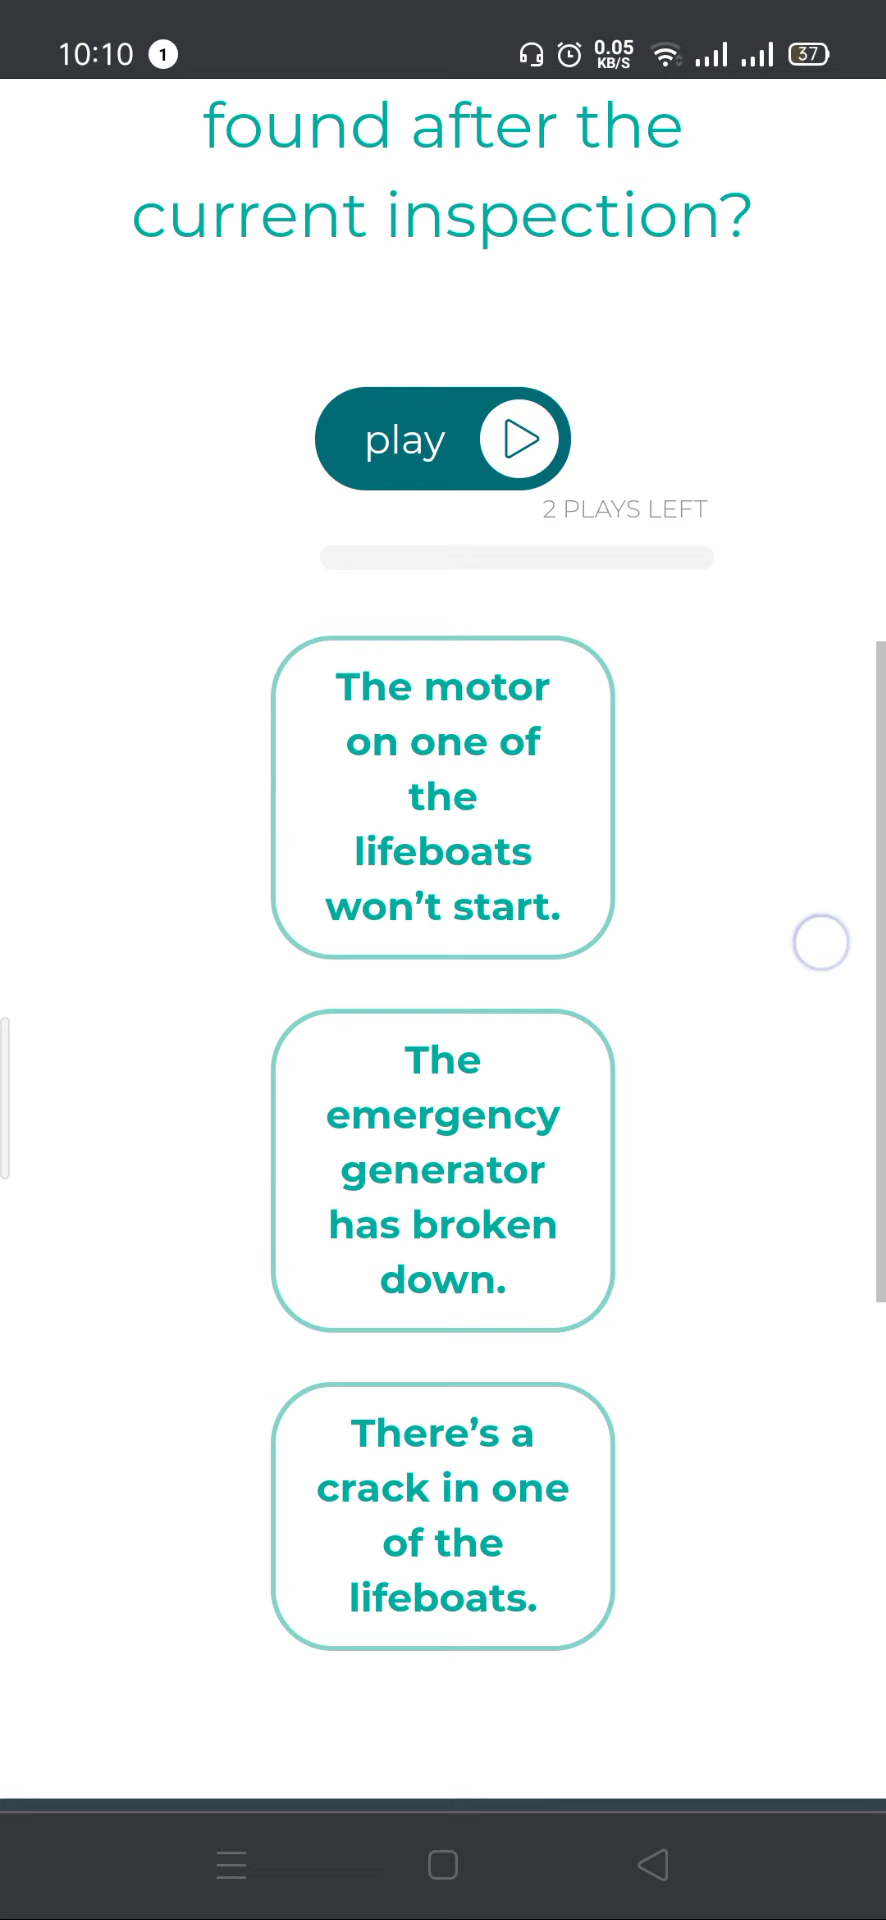 10:10 1 0.05 KB/S 37
found after the
current inspection?
play
2 PLAYS LEFT
The motor
on one of
the
lifeboats
won’t start.
The
emergency
generator
has broken
down.
There’s a
crack in one
of the
lifeboats.